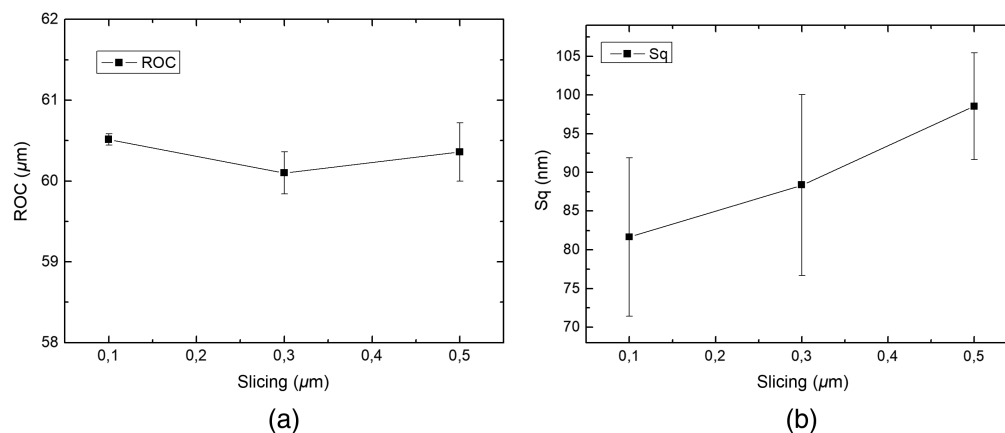 62
ROC
61
60
59
58
ROC (µm)
0,1 0,2 0,3 0,4 0,5
Slicing (µm)
(a)
105
Sq
100
95
90
85
80
75
70
Sq (nm)
0,1 0,2 0,3 0,4 0,5
Slicing (µm)
(b)